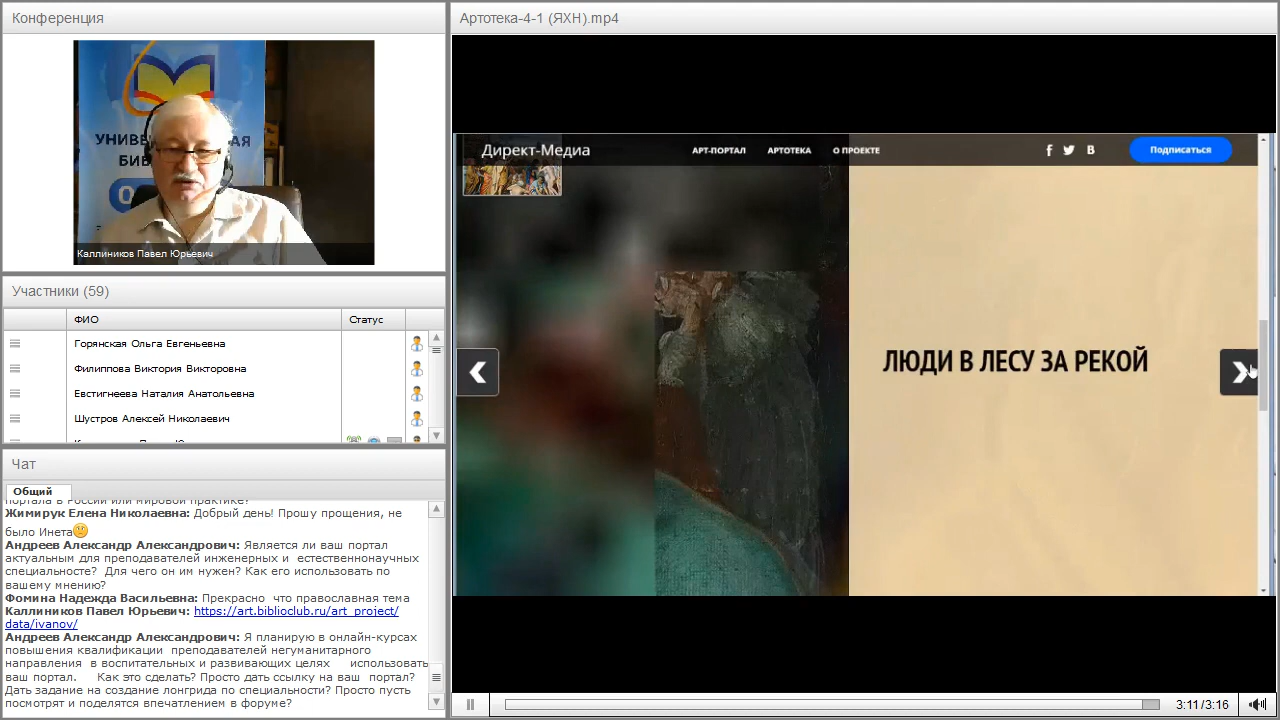 Конференция
УНИВЕ
АЯ
БИБ
Каллиников Павел Юрьевич
Участники (59)
ФИО
Статус
Горянская Ольга Евгеньевна
Филиппова Виктория Викторовна
Евстигнеева Наталия Анатольевна
Шустров Алексей Николаевич
Чат
Общий
портала в России или мировой практике?
Жимирук Елена Николаевна: Добрый день! Прошу прощения, не
было Инета
Андреев Александр Александрович: Является ли ваш портал
актуальным для преподавателей инженерных и естественнонаучных
специальносте? Для чего он им нужен? Как его использовать по
вашему мнению?
Фомина Надежда Васильевна: Прекрасно что православная тема
Каллиников Павел Юрьевич: https://art.biblioclub.ru/art_project/
data/ivanov/
Андреев Александр Александрович: Я планирую в онлайн-курсах
повышения квалификации преподавателей негуманитарного
направления в воспитательных и развивающих целях использовать
ваш портал. Как это сделать? Просто дать ссылку на ваш портал?
Дать задание на создание лонгрида по специальности? Просто пусть
посмотрят и поделятся впечатлением в форуме?
Артотека-4-1 (ЯХН).mp4
Директ-Медиа
АРТ-ПОРТАЛ
АРТОТЕКА
О ПРОЕКТЕ
f
B
Подписаться
ЛЮДИ В ЛЕСУ ЗА РЕКОЙ
3:11/3:16